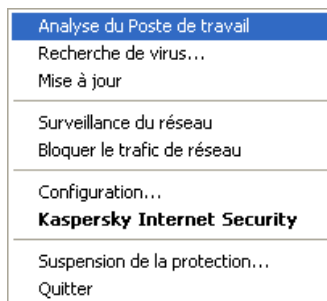 Analyse du Poste de travail
Recherche de virus...
Mise à jour
Surveillance du réseau
Bloquer le trafic de réseau
Configuration...
Kaspersky Internet Security
Suspension de la protection...
Quitter